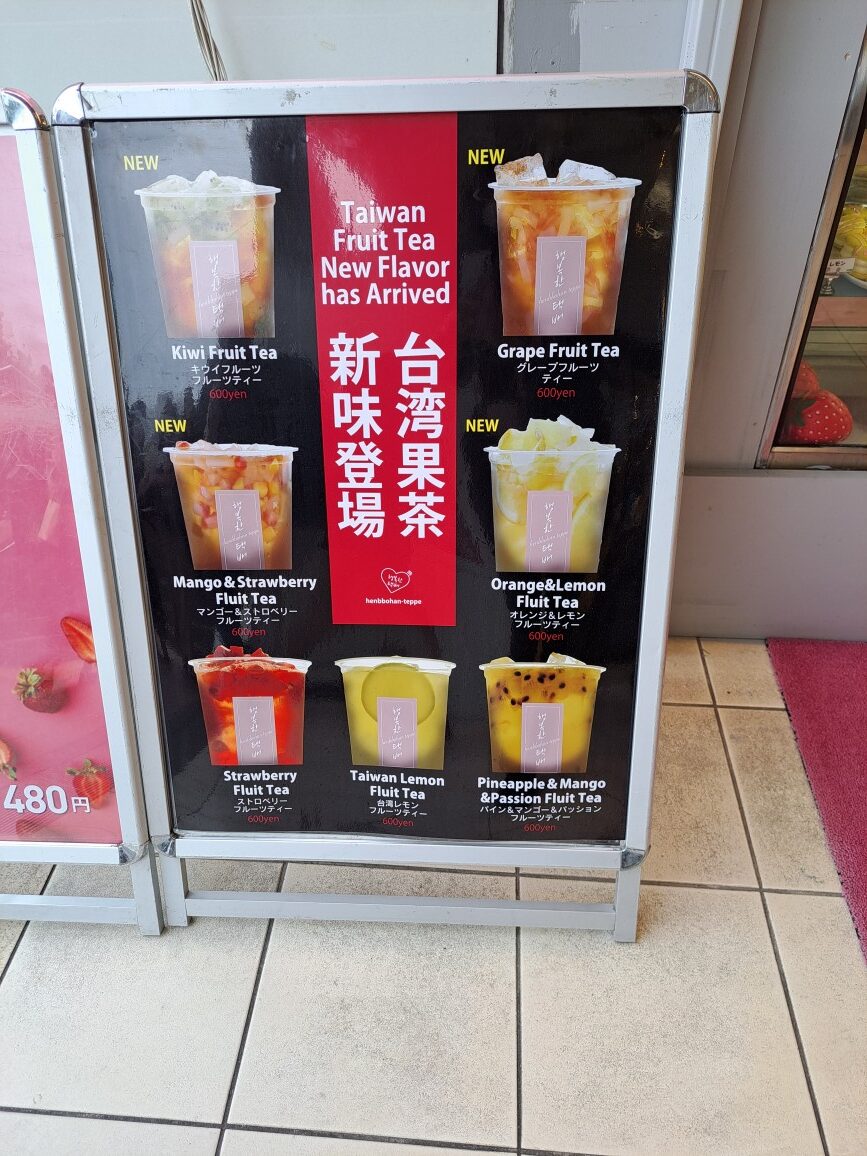 Taiwan
Fruit Tea
New Flavor
has Arrived
台湾果茶
新味登場
henbbohan-teppe
NEW
Kiwi Fruit Tea
キウイフルーツ
フルーツティー
600yen
NEW
Grape Fruit Tea
グレープフルーツ
ティー
600yen
NEW
Mango & Strawberry
Fruit Tea
マンゴー＆ストロベリー
フルーツティー
600yen
NEW
Orange&Lemon
Fruit Tea
オレンジ&レモン
フルーツティー
600yen
Strawberry
Fruit Tea
ストロベリー
フルーツティー
600yen
Taiwan Lemon
Fruit Tea
台湾レモン
フルーツティー
600yen
Pineapple & Mango
&Passion Fluit Tea
パイン&マンゴー&パッション
フルーツティー
600yen
480円
レモン